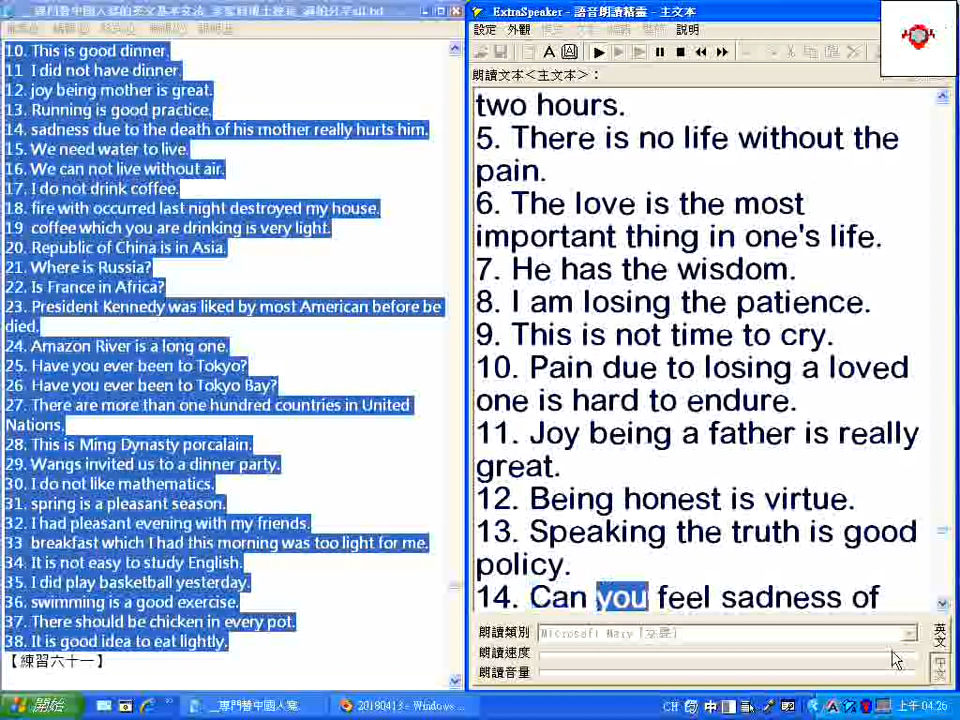 10. This is good dinner.
11 I did not have dinner.
12. joy being mother is great.
13. Running is good practice.
14. sadness due to the death of his mother really hurts him.
15. We need water to live.
16. We can not live without air.
17. I do not drink coffee.
18. fire with occurred last night destroyed my house.
19 coffee which you are drinking is very light.
20. Republic of China is in Asia.
21. Where is Russia?
22. Is France in Africa?
23. President Kennedy was liked by most American before be
died.
24. Amazon River is a long one.
25. Have you ever been to Tokyo?
26. Have you ever been to Tokyo Bay?
27. There are more than one hundred countries in United
Nations.
28. This is Ming Dynasty porcalain.
29. Wangs invited us to a dinner party.
30. I do not like mathematics.
31. spring is a pleasant season.
32. I had pleasant evening with my friends.
33 breakfast which I had this morning was too light for me.
34. It is not easy to study English.
35. I did play basketball yesterday.
36. swimming is a good exercise.
37. There should be chicken in every pot.
38. It is good idea to eat lightly.
【練習六十一】
ExtraSpeaker - 語音朗讀精靈 - 主文本
設定 外觀 說明
朗讀文本<主文本>：
two hours.
5. There is no life without the
pain.
6. The love is the most
important thing in one's life.
7. He has the wisdom.
8. I am losing the patience.
9. This is not time to cry.
10. Pain due to losing a loved
one is hard to endure.
11. Joy being a father is really
great.
12. Being honest is virtue.
13. Speaking the truth is good
policy.
14. Can you feel sadness of
朗讀類別 Microsoft Mary
朗讀速度
朗讀音量
英文
中文
開始
20180413 - Windows ...
CH
中
上午 04:26